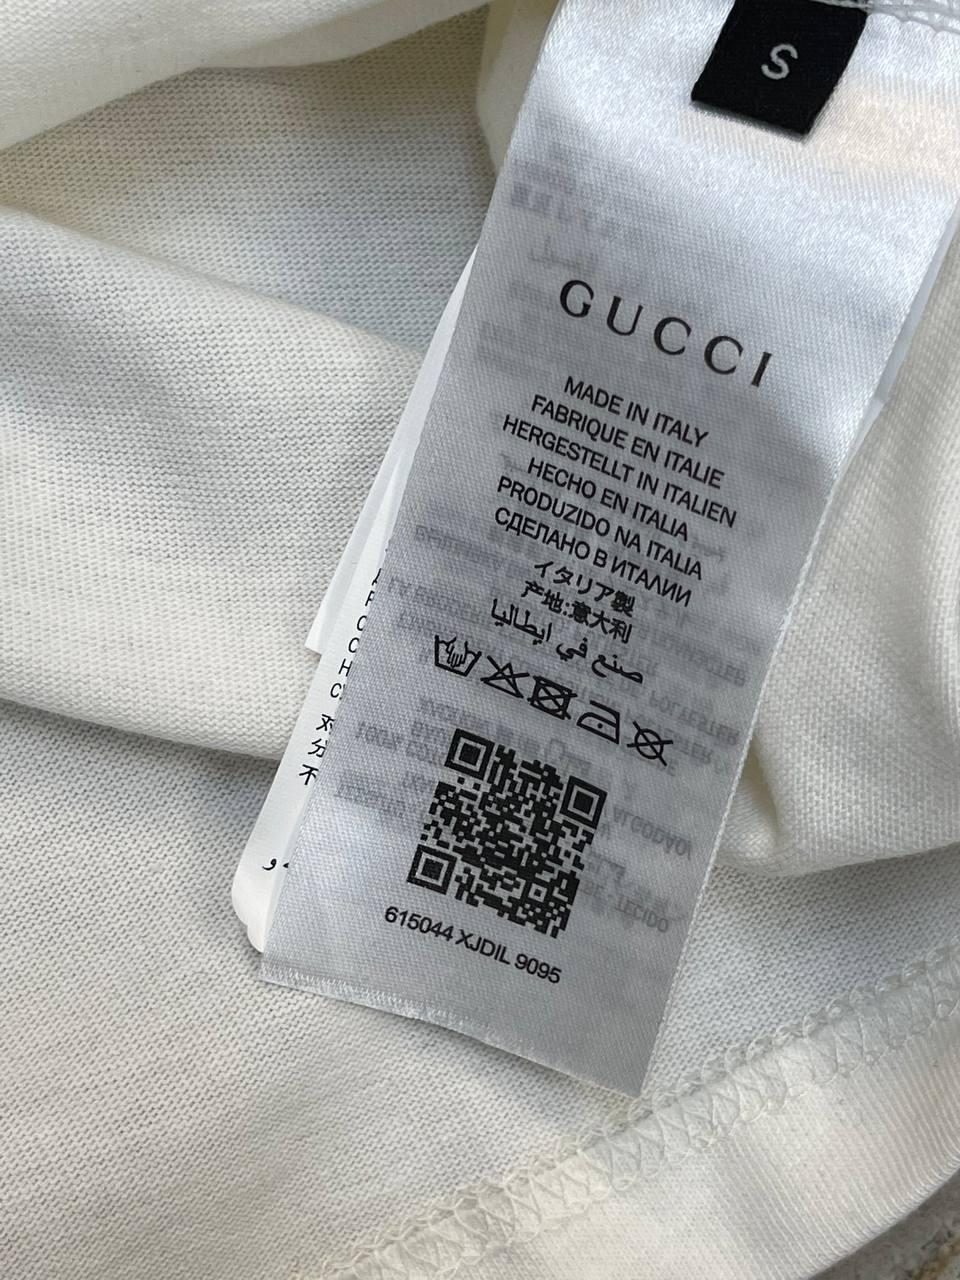 S
GUCCI
MADE IN ITALY
FABRIQUE EN ITALIE
HERGESTELLT IN ITALIEN
HECHO EN ITALIA
PRODUZIDO NA ITALIA
СДЕЛАНО В ИТАЛИИ
イタリア製
产地:意大利
صنع في ايطاليا
615044 XJDIL 9095